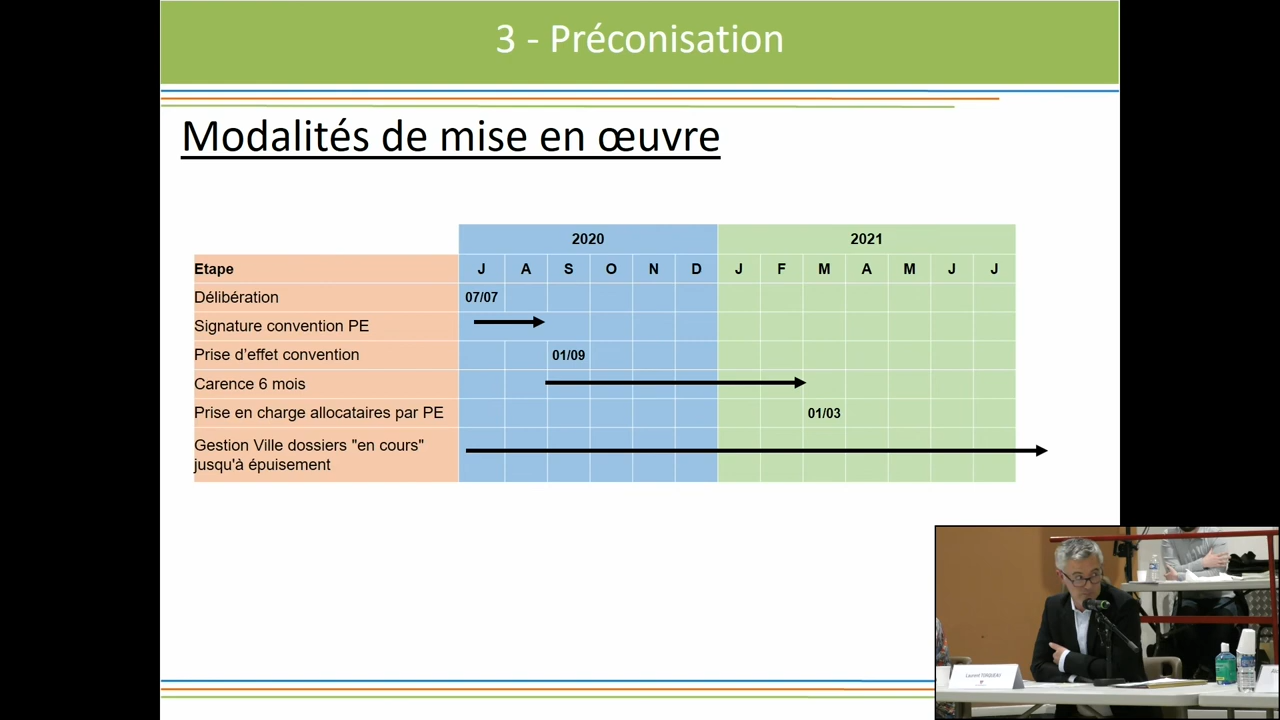 3 - Préconisation
Modalités de mise en œuvre
2020 2021
Etape J A S O N D J F M A M J J
Délibération 07/07
Signature convention PE
Prise d'effet convention 01/09
Carence 6 mois
Prise en charge allocataires par PE 01/03
Gestion Ville dossiers "en cours"
jusqu'à épuisement